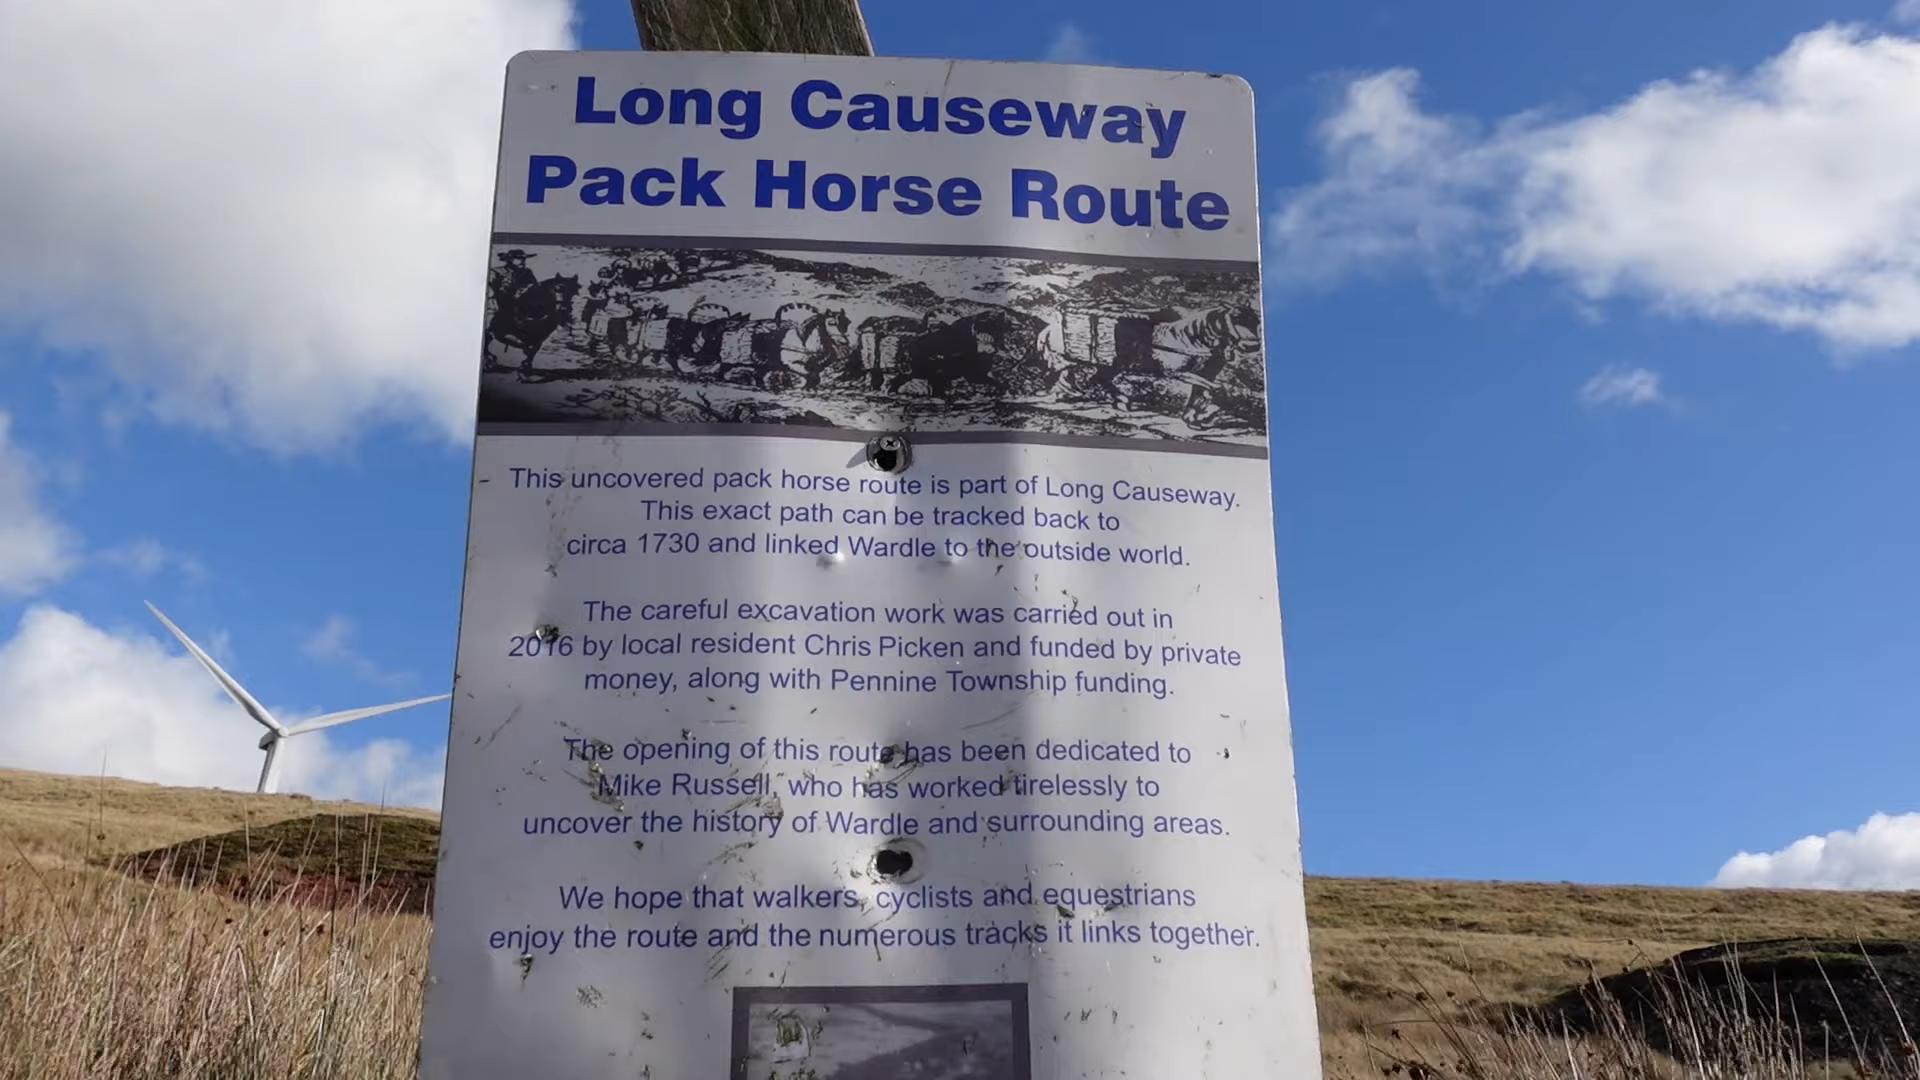 Long Causeway
Pack Horse Route
This uncovered pack horse route is part of Long Causeway.
This exact path can be tracked back to
circa 1730 and linked Wardle to the outside world.
The careful excavation work was carried out in
2016 by local resident Chris Picken and funded by private
money, along with Pennine Township funding.
The opening of this route has been dedicated to
Mike Russell, who has worked tirelessly to
uncover the history of Wardle and surrounding areas.
We hope that walkers, cyclists and equestrians
enjoy the route and the numerous tracks it links together.